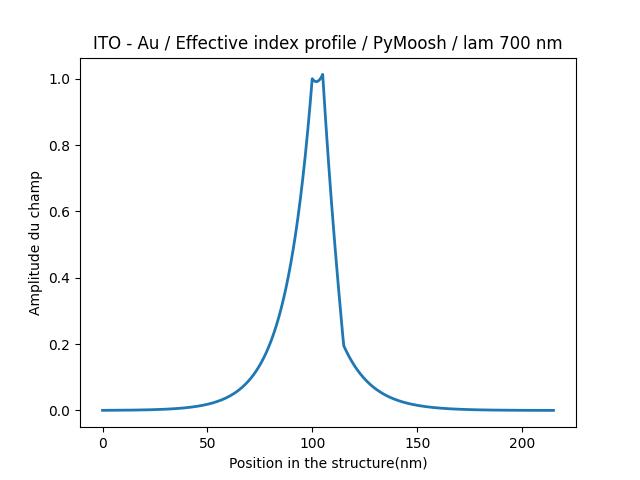 ITO - Au / Effective index profile / PyMoosh / lam 700 nm
Amplitude du champ
1.0
0.8
0.6
0.4
0.2
0.0
0 50 100 150 200
Position in the structure(nm)